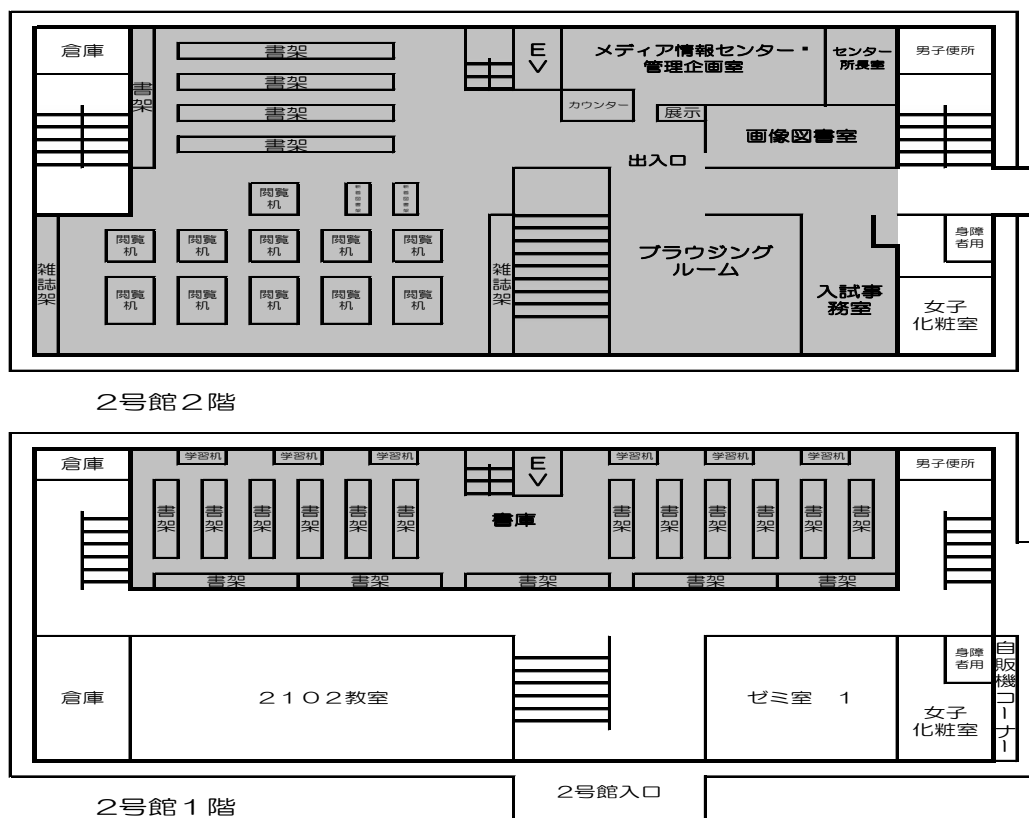 倉庫
書架
書架
書架
書架
書架
EV
メディア情報センター・
管理企画室
センター
所長室
男子便所
カウンター
展示
画像図書室
出入口
閲覧
机
閲覧
机
閲覧
机
閲覧
机
閲覧
机
閲覧
机
閲覧
机
閲覧
机
閲覧
机
閲覧
机
閲覧
机
雑誌架
雑誌架
ブラウジング
ルーム
入試事
務室
身障
者用
女子
化粧室
2号館2階
倉庫
学習机
学習机
学習机
EV
学習机
学習机
学習机
男子便所
書架
書架
書架
書架
書架
書架
書庫
書架
書架
書架
書架
書架
書架
書架
書架
書架
書架
書架
倉庫
2102教室
ゼミ室 1
身障
者用
女子
化粧室
自販機コーナー
2号館入口
2号館1階